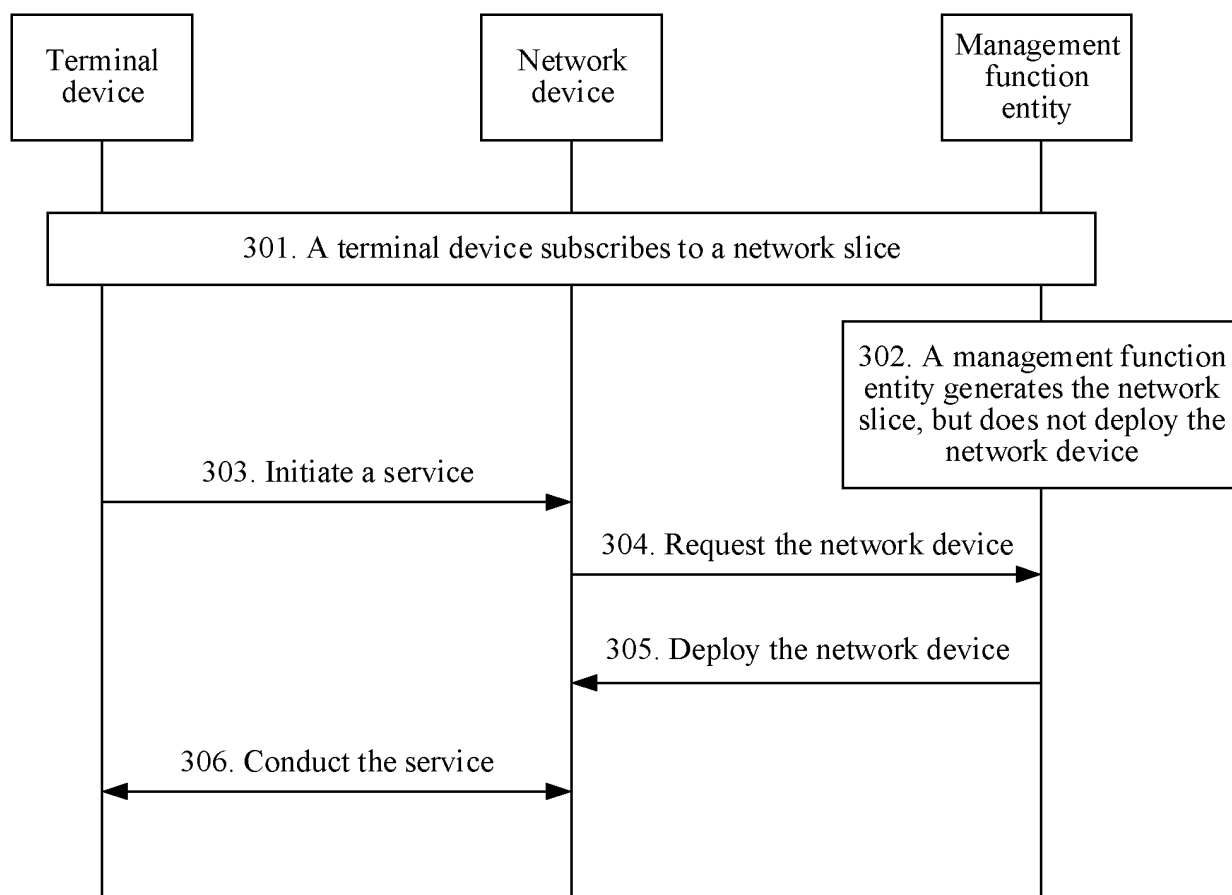 Terminal
device
Network
device
Management
function
entity
301. A terminal device subscribes to a network slice
302. A management function
entity generates the network
slice, but does not deploy the
network device
303. Initiate a service
304. Request the network device
305. Deploy the network device
306. Conduct the service